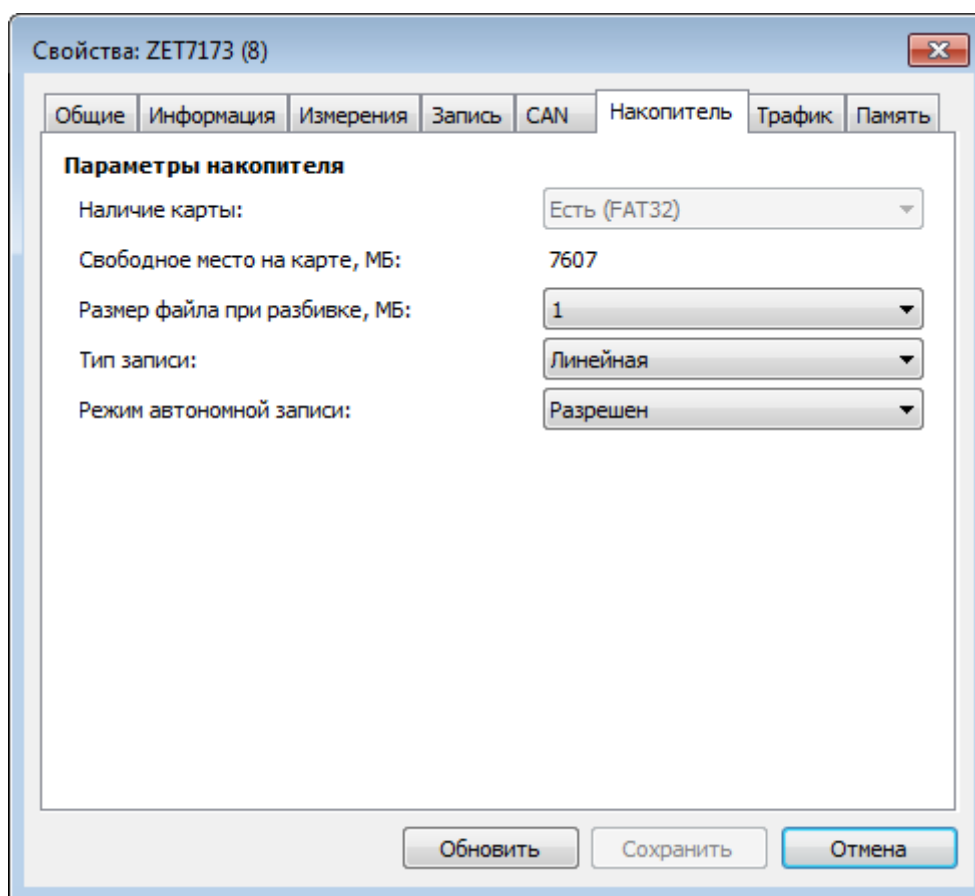 Свойства: ZET7173 (8)
Общие Информация Измерения Запись CAN Накопитель Трафик Память
Параметры накопителя
Наличие карты: Есть (FAT32)
Свободное место на карте, МБ: 7607
Размер файла при разбивке, МБ: 1
Тип записи: Линейная
Режим автономной записи: Разрешен
Обновить Сохранить Отмена